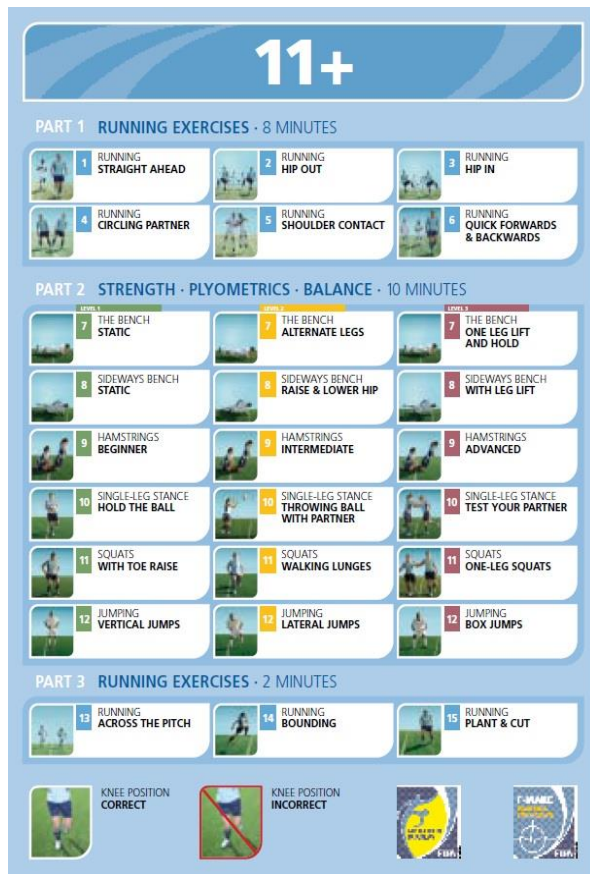 11+
PART 1 RUNNING EXERCISES · 8 MINUTES
1 RUNNING
STRAIGHT AHEAD
2 RUNNING
HIP OUT
3 RUNNING
HIP IN
4 RUNNING
CIRCLING PARTNER
5 RUNNING
SHOULDER CONTACT
6 RUNNING
QUICK FORWARDS
& BACKWARDS
PART 2 STRENGTH · PLYOMETRICS · BALANCE · 10 MINUTES
LEVEL 1
LEVEL 2
LEVEL 3
7 THE BENCH
STATIC
7 THE BENCH
ALTERNATE LEGS
7 THE BENCH
ONE LEG LIFT
AND HOLD
8 SIDEWAYS BENCH
STATIC
8 SIDEWAYS BENCH
RAISE & LOWER HIP
8 SIDEWAYS BENCH
WITH LEG LIFT
9 HAMSTRINGS
BEGINNER
9 HAMSTRINGS
INTERMEDIATE
9 HAMSTRINGS
ADVANCED
10 SINGLE-LEG STANCE
HOLD THE BALL
10 SINGLE-LEG STANCE
THROWING BALL
WITH PARTNER
10 SINGLE-LEG STANCE
TEST YOUR PARTNER
11 SQUATS
WITH TOE RAISE
11 SQUATS
WALKING LUNGES
11 SQUATS
ONE-LEG SQUATS
12 JUMPING
VERTICAL JUMPS
12 JUMPING
LATERAL JUMPS
12 JUMPING
BOX JUMPS
PART 3 RUNNING EXERCISES · 2 MINUTES
13 RUNNING
ACROSS THE PITCH
14 RUNNING
BOUNDING
15 RUNNING
PLANT & CUT
KNEE POSITION
CORRECT
KNEE POSITION
INCORRECT